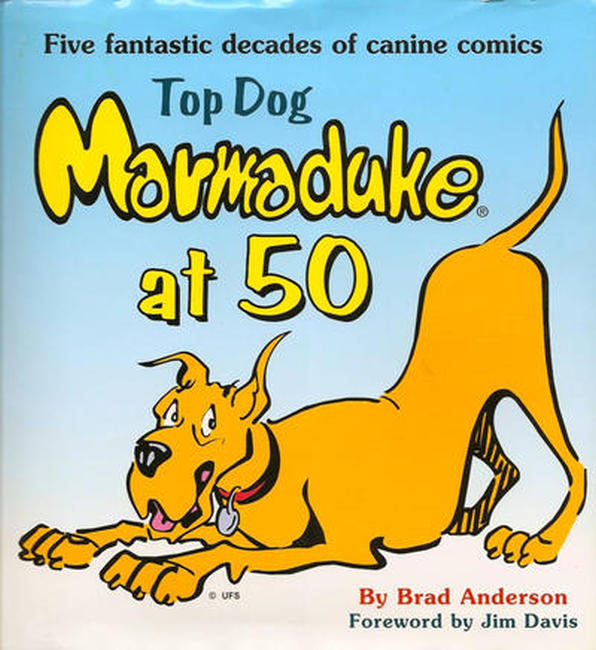 Five fantastic decades of canine comics
Top Dog
Marmaduke®
at 50
© UFS
By Brad Anderson
Foreword by Jim Davis